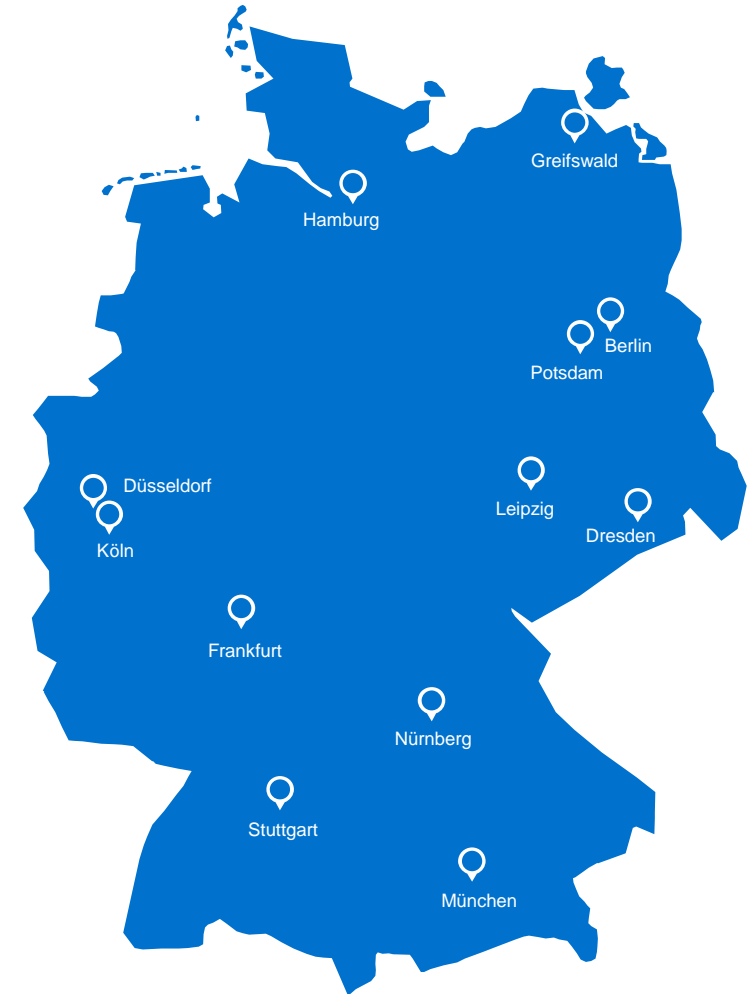 Greifswald
Hamburg
Berlin
Potsdam
Düsseldorf
Leipzig
Dresden
Köln
Frankfurt
Nürnberg
Stuttgart
München